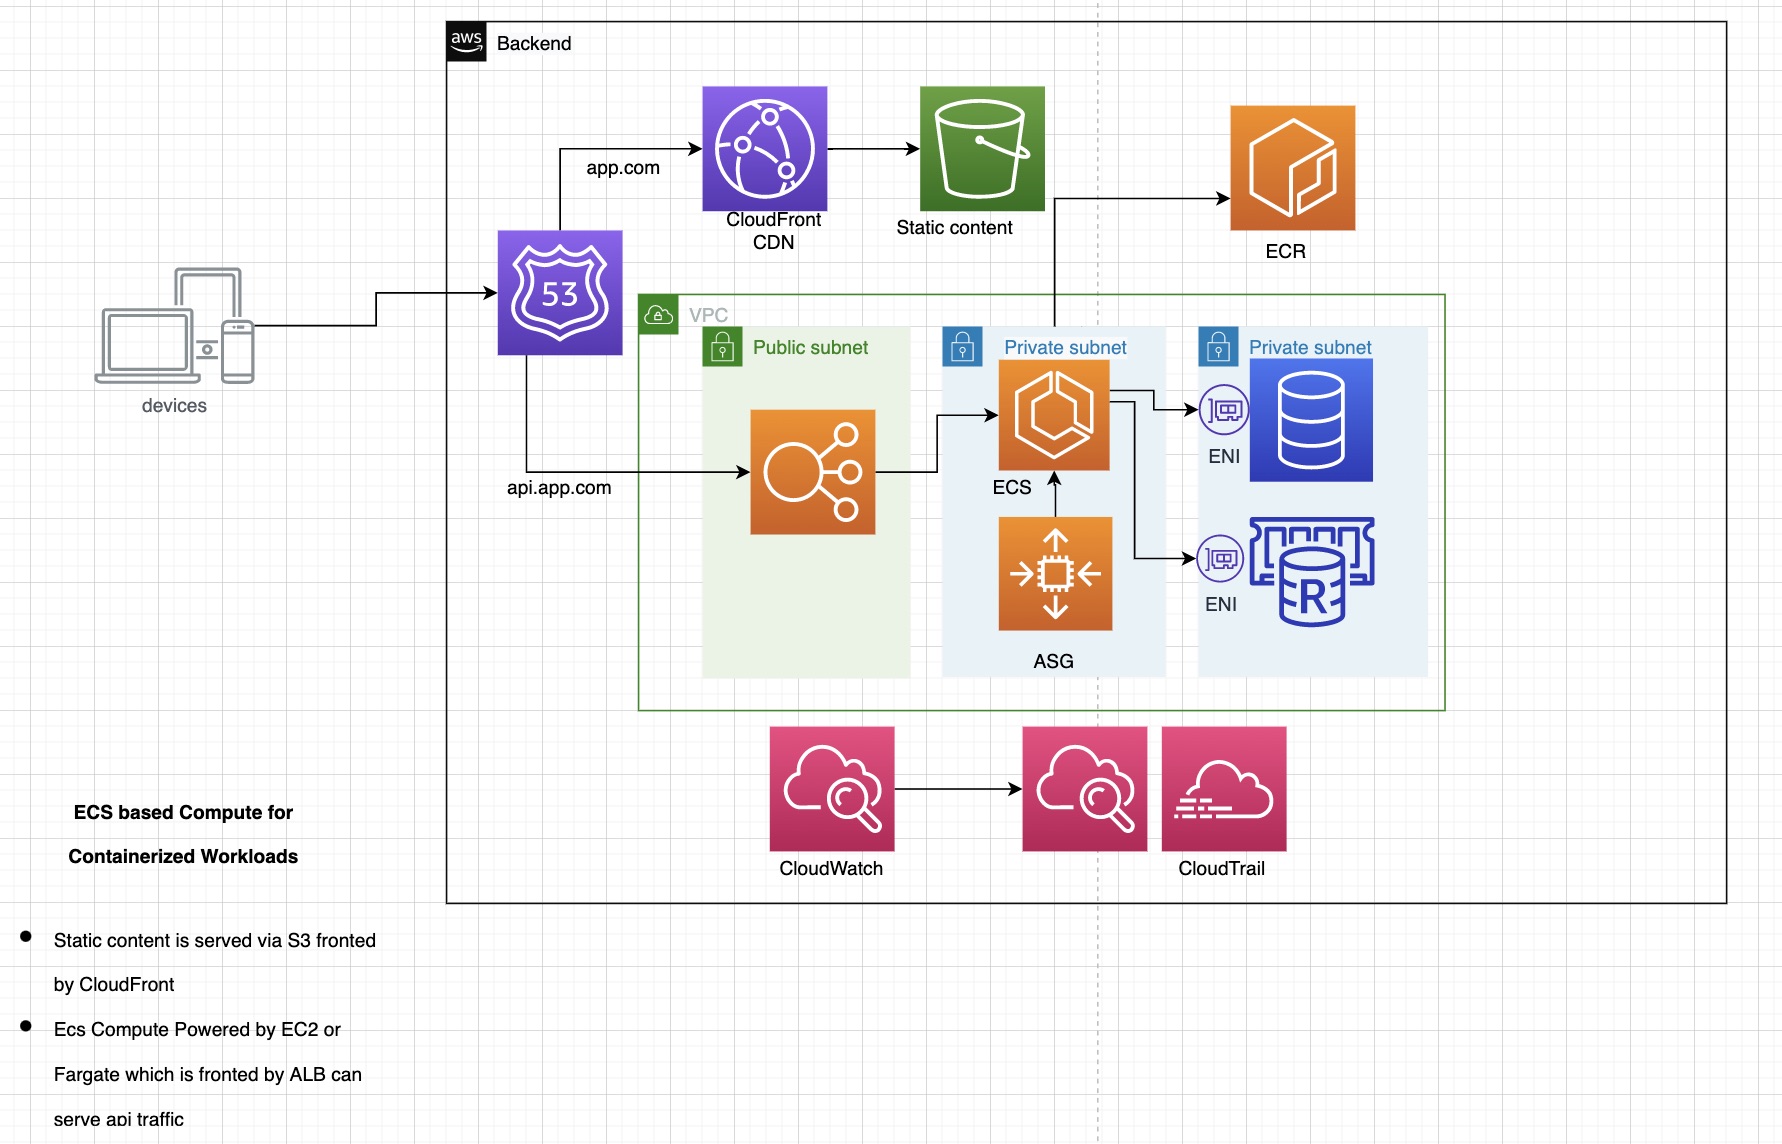 aws
Backend
app.com
CloudFront
CDN
Static content
ECR
53
devices
VPC
Public subnet
Private subnet
Private subnet
ENI
ECS
api.app.com
R
ENI
ASG
CloudWatch
CloudTrail
ECS based Compute for
Containerized Workloads
Static content is served via S3 fronted
by CloudFront
Ecs Compute Powered by EC2 or
Fargate which is fronted by ALB can
serve api traffic